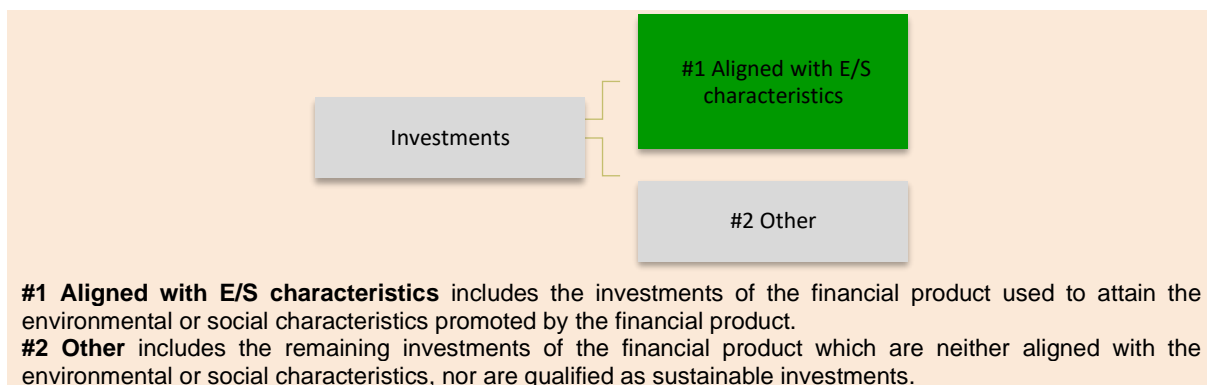 #1 Aligned with E/S
characteristics
Investments
#2 Other
#1 Aligned with E/S characteristics includes the investments of the financial product used to attain the
environmental or social characteristics promoted by the financial product.
#2 Other includes the remaining investments of the financial product which are neither aligned with the
environmental or social characteristics, nor are qualified as sustainable investments.